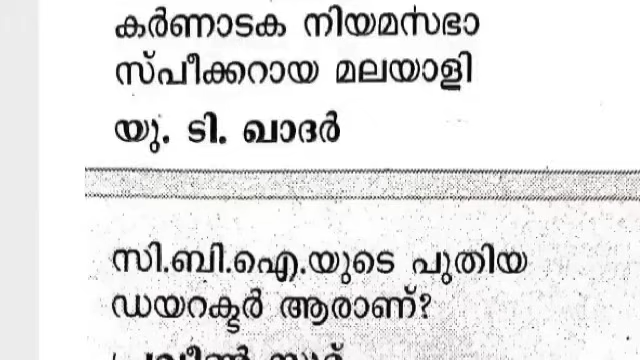 കർണാടക നിയമസഭാ
സ്പീക്കറായ മലയാളി
യു. ടി. ഖാദർ
സി.ബി.ഐ.യുടെ പുതിയ
ഡയറക്ടർ ആരാണ്?